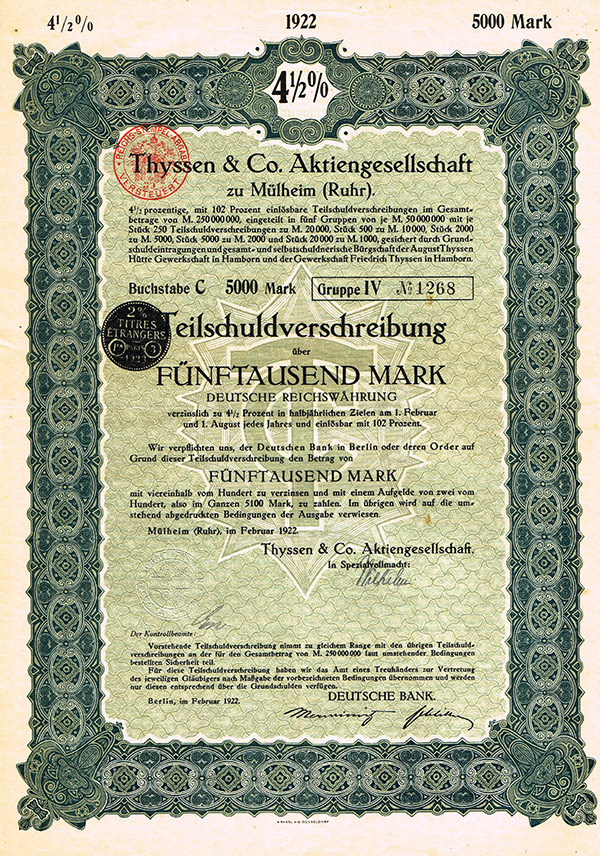 4½% 1922 5000 Mark
4½%
REICHS-STEMPELABGABE
VERSTEUERT
Thyssen & Co. Aktiengesellschaft
zu Mülheim (Ruhr).
4½ prozentige, mit 102 Prozent einlösbare Teilschuldverschreibungen im Gesamt-
betrage von M. 250 000 000, eingeteilt in fünf Gruppen von je M. 50 000 000 mit je
Stück 250 Teilschuldverschreibungen zu M. 20 000, Stück 500 zu M. 10 000, Stück 2000
zu M. 5000, Stück 5000 zu M. 2000 und Stück 20 000 zu M. 1000, gesichert durch Grund-
schuldeintragungen und gesamt- und selbstschuldnerische Bürgschaft der August Thyssen
Hütte Gewerkschaft in Hamborn und der Gewerkschaft Friedrich Thyssen in Hamborn.
Buchstabe C 5000 Mark Gruppe IV No 1268
2%
TITRES
ETRANGERS
Teilschuldverschreibung
über
FÜNFTAUSEND MARK
DEUTSCHE REICHSWÄHRUNG
verzinslich zu 4½ Prozent in halbjährlichen Zielen am 1. Februar
und 1. August jedes Jahres und einlösbar mit 102 Prozent.
Wir verpflichten uns, der Deutschen Bank in Berlin oder deren Order auf
Grund dieser Teilschuldverschreibung den Betrag von
FÜNFTAUSEND MARK
mit viereinhalb vom Hundert zu verzinsen und mit einem Aufgelde von zwei vom
Hundert, also im Ganzen 5100 Mark, zu zahlen. Im übrigen wird auf die um-
stehend abgedruckten Bedingungen der Ausgabe verwiesen.
Mülheim (Ruhr), im Februar 1922.
Thyssen & Co. Aktiengesellschaft.
In Spezialvollmacht:
Der Kontrollbeamte:
Vorstehende Teilschuldverschreibung nimmt zu gleichem Range mit den übrigen Teilschuld-
verschreibungen an der für den Gesamtbetrag von M. 250 000 000 laut umstehender Bedingungen
bestellten Sicherheit teil.
Für diese Teilschuldverschreibung haben wir das Amt eines Treuhänders zur Vertretung
des jeweiligen Gläubigers nach Maßgabe der vorbezeichneten Bedingungen übernommen und werden
nur diesen entsprechend über die Grundschulden verfügen.
Berlin, im Februar 1922.
DEUTSCHE BANK.